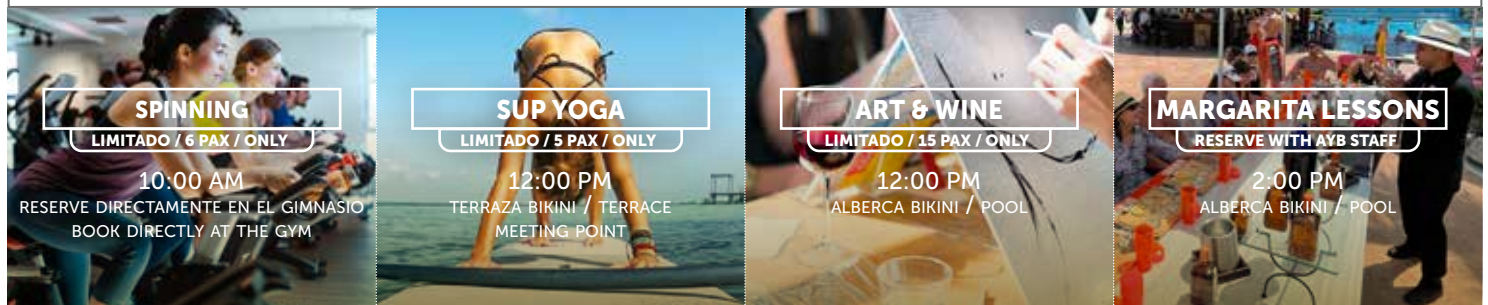 SPINNING
LIMITADO / 6 PAX / ONLY
10:00 AM
RESERVE DIRECTAMENTE EN EL GIMNASIO
BOOK DIRECTLY AT THE GYM
SUP YOGA
LIMITADO / 5 PAX / ONLY
12:00 PM
TERRAZA BIKINI / TERRACE
MEETING POINT
ART & WINE
LIMITADO / 15 PAX / ONLY
12:00 PM
ALBERCA BIKINI / POOL
MARGARITA LESSONS
RESERVE WITH AYB STAFF
2:00 PM
ALBERCA BIKINI / POOL